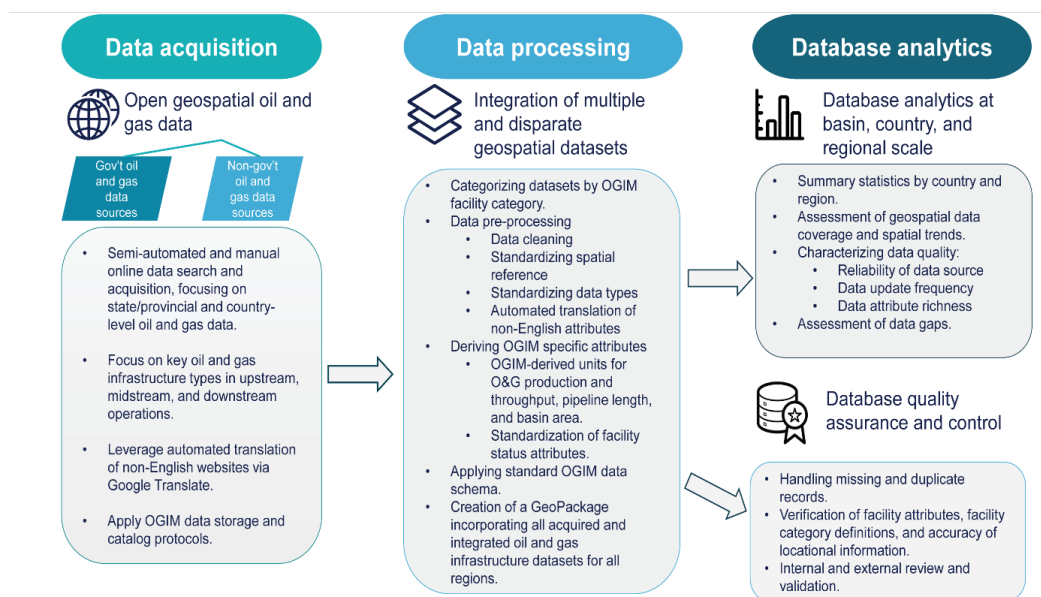 Data acquisition
Open geospatial oil and
gas data
Gov't oil
and gas
data
sources
Non-gov't
oil and
gas data
sources
• Semi-automated and manual
online data search and
acquisition, focusing on
state/provincial and country-
level oil and gas data.
• Focus on key oil and gas
infrastructure types in upstream,
midstream, and downstream
operations.
• Leverage automated translation
of non-English websites via
Google Translate.
• Apply OGIM data storage and
catalog protocols.
Data processing
Integration of multiple
and disparate
geospatial datasets
• Categorizing datasets by OGIM
facility category.
• Data pre-processing
• Data cleaning
• Standardizing spatial
reference
• Standardizing data types
• Automated translation of
non-English attributes
• Deriving OGIM specific attributes
• OGIM-derived units for
O&G production and
throughput, pipeline length,
and basin area.
• Standardization of facility
status attributes.
• Applying standard OGIM data
schema.
• Creation of a GeoPackage
incorporating all acquired and
integrated oil and gas
infrastructure datasets for all
regions.
Database analytics
Database analytics at
basin, country, and
regional scale
• Summary statistics by country and
region.
• Assessment of geospatial data
coverage and spatial trends.
• Characterizing data quality:
• Reliability of data source
• Data update frequency
• Data attribute richness
• Assessment of data gaps.
Database quality
assurance and control
• Handling missing and duplicate
records.
• Verification of facility attributes, facility
category definitions, and accuracy of
locational information.
• Internal and external review and
validation.